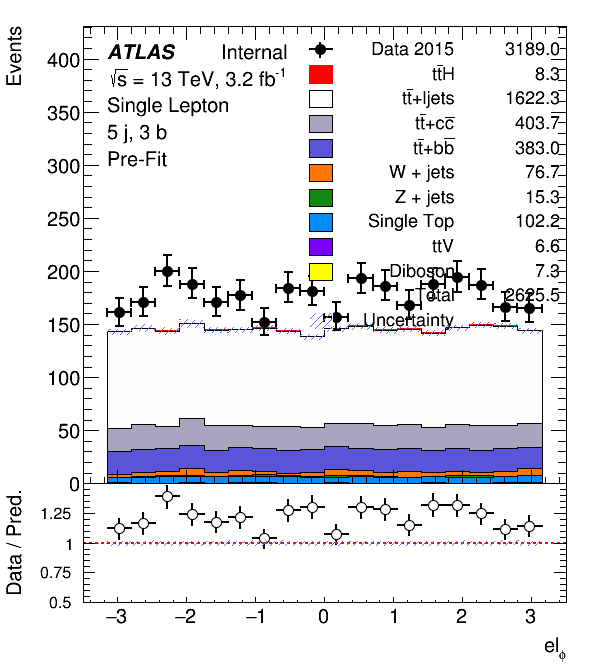 Events
400
350
300
250
200
150
100
50
0
ATLAS Internal
√s = 13 TeV, 3.2 fb⁻¹
Single Lepton
5 j, 3 b
Pre-Fit
Data 2015 3189.0
tt̄H 8.3
tt̄+ljets 1622.3
tt̄+cc̄ 403.7
tt̄+bb̄ 383.0
W + jets 76.7
Z + jets 15.3
Single Top 102.2
ttV 6.6
Diboson 7.3
Total 2625.5
Uncertainty
Data / Pred.
1.25
1
0.75
0.5
−3 −2 −1 0 1 2 3
el_ϕ